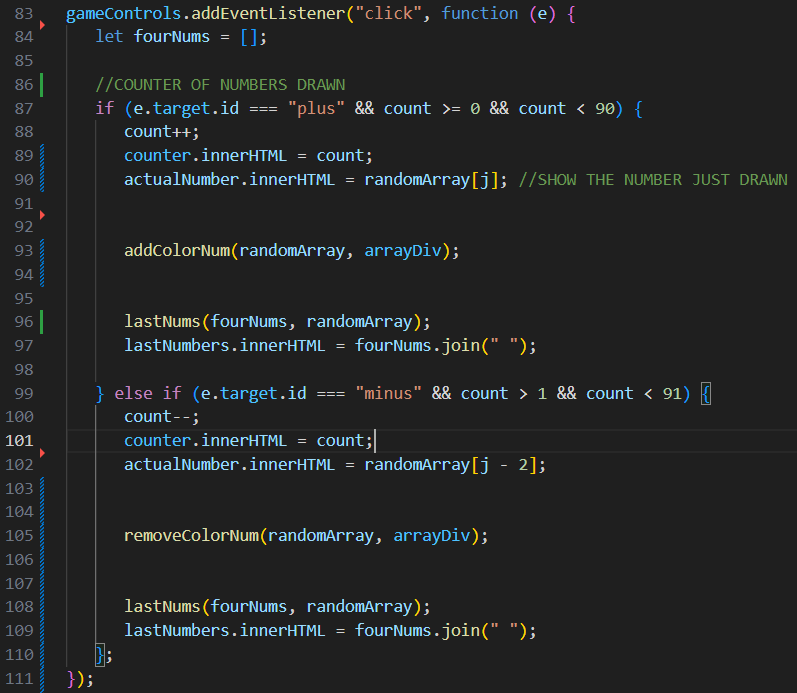 83 gameControls.addEventListener("click", function (e) {
84 let fourNums = [];
85
86 //COUNTER OF NUMBERS DRAWN
87 if (e.target.id === "plus" && count >= 0 && count < 90) {
88 count++;
89 counter.innerHTML = count;
90 actualNumber.innerHTML = randomArray[j]; //SHOW THE NUMBER JUST DRAWN
91
92
93 addColorNum(randomArray, arrayDiv);
94
95
96 lastNums(fourNums, randomArray);
97 lastNumbers.innerHTML = fourNums.join(" ");
98
99 } else if (e.target.id === "minus" && count > 1 && count < 91) {
100 count--;
101 counter.innerHTML = count;
102 actualNumber.innerHTML = randomArray[j - 2];
103
104
105 removeColorNum(randomArray, arrayDiv);
106
107
108 lastNums(fourNums, randomArray);
109 lastNumbers.innerHTML = fourNums.join(" ");
110 };
111 });